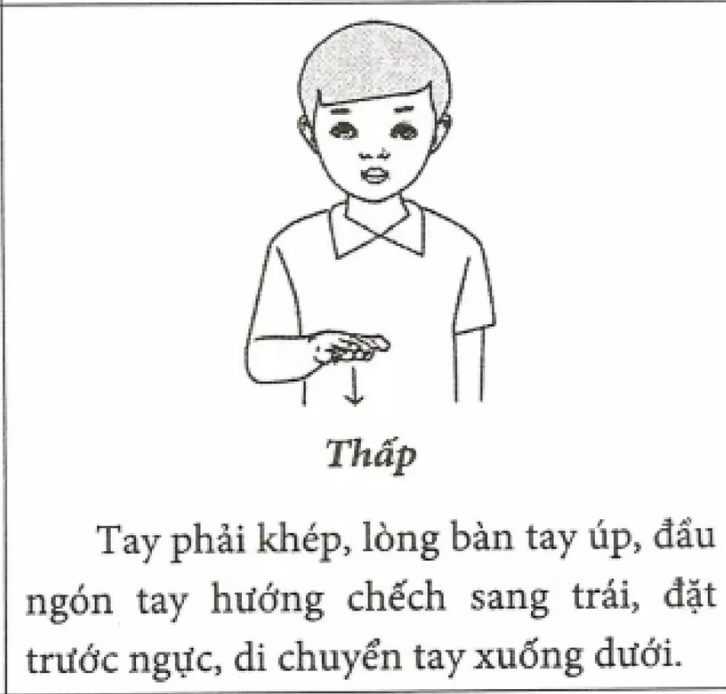 Thấp
Tay phải khép, lòng bàn tay úp, đầu
ngón tay hướng chếch sang trái, đặt
trước ngực, di chuyển tay xuống dưới.